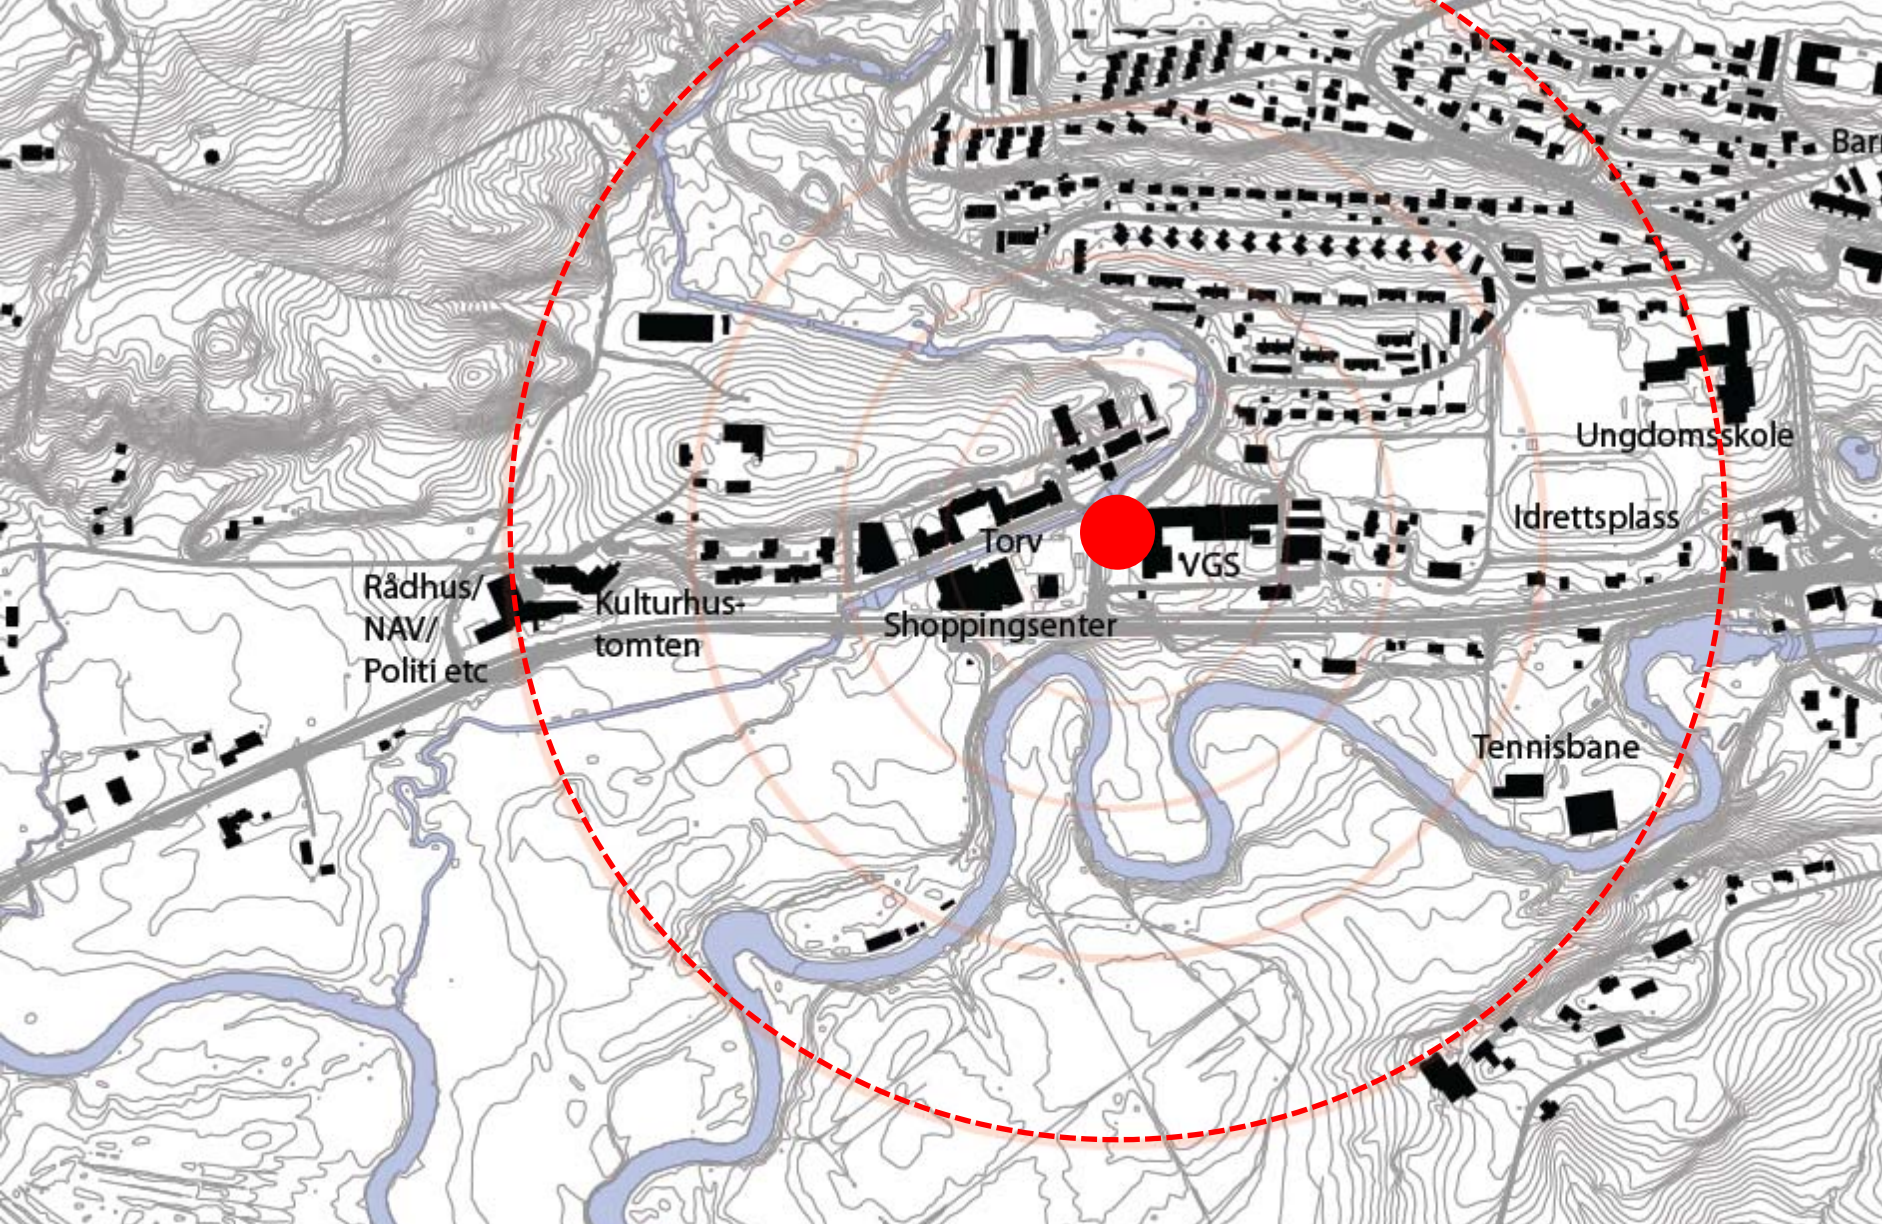 Bar
Ungdomsskole
Idrettsplass
Torv
VGS
Rådhus/
NAV/
Politi etc
Kulturhus-
tomten
Shoppingsenter
Tennisbane